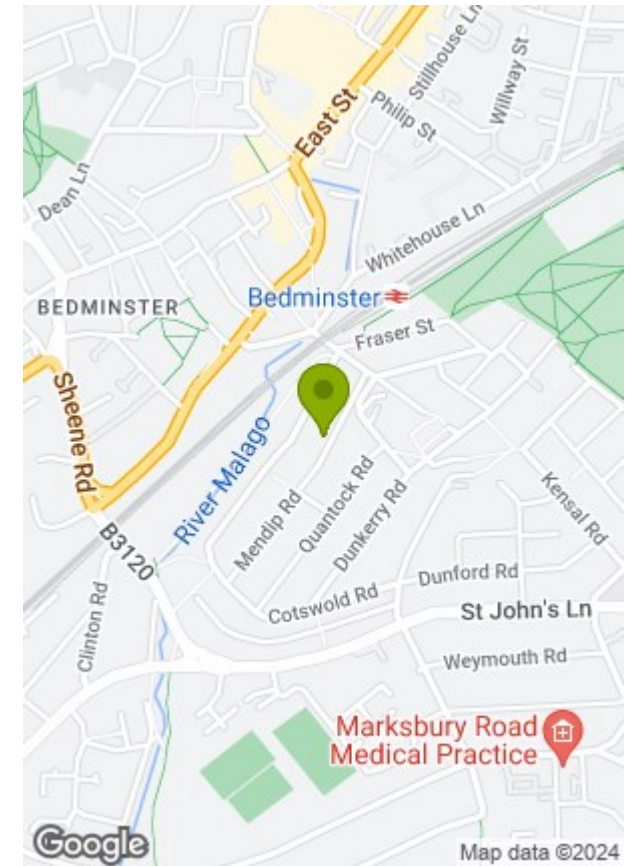 Stillhouse Ln
Willway St
Philip St
East St
Dean Ln
Whitehouse Ln
Bedminster
BEDMINSTER
Fraser St
Sheene Rd
River Malago
Mendip Rd
Quantock Rd
Dunkerry Rd
Kensal Rd
B3120
Clinton Rd
Cotswold Rd
Dunford Rd
St John's Ln
Weymouth Rd
Marksbury Road
Medical Practice
Google
Map data ©2024